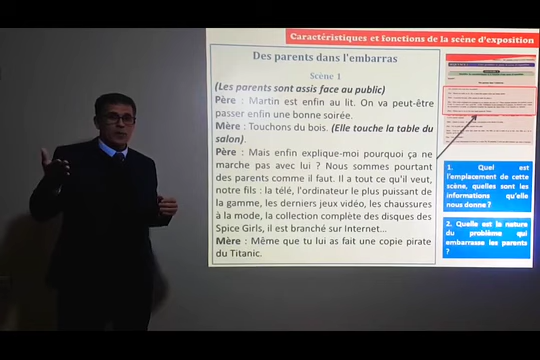 Caractéristiques et fonctions de la scène d'exposition
Des parents dans l'embarras
Scène 1
(Les parents sont assis face au public)
Père : Martin est enfin au lit. On va peut-être
passer enfin une bonne soirée.
Mère : Touchons du bois. (Elle touche la table du
salon).
Père : Mais enfin explique-moi pourquoi ça ne
marche pas avec lui ? Nous sommes pourtant
des parents comme il faut. Il a tout ce qu'il veut,
notre fils : la télé, l'ordinateur le plus puissant de
la gamme, les derniers jeux vidéo, les chaussures
à la mode, la collection complète des disques des
Spice Girls, il est branché sur Internet...
Mère : Même que tu lui as fait une copie pirate
du Titanic.
1. Quel est
l'emplacement de cette
scène, quelles sont les
informations qu'elle
nous donne ?
2. Quelle est la nature
du problème qui
embarrasse les parents
?